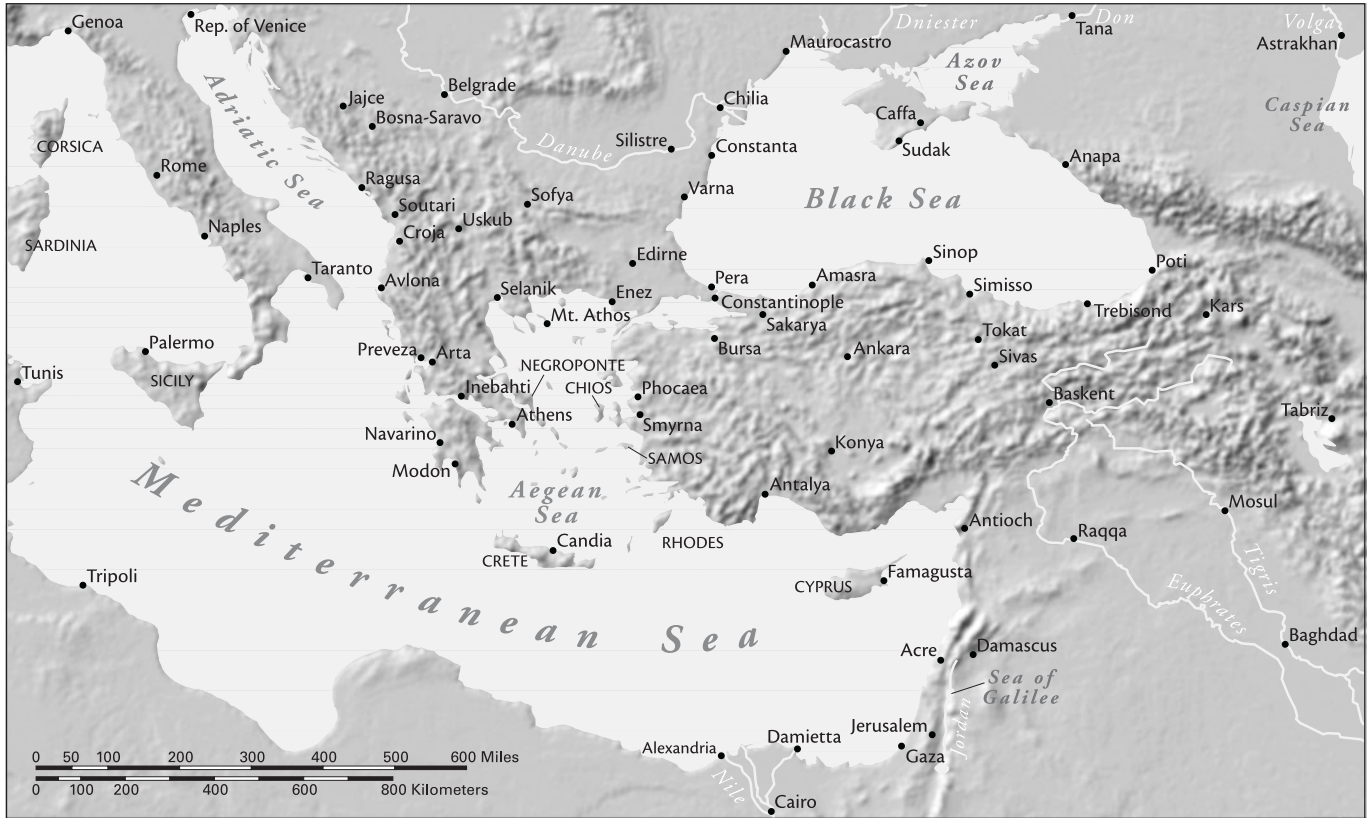 Genoa
Rep. of Venice
Dniester
Don
Tana
Volga
Astrakhan
Maurocastro
Azov
Sea
Belgrade
Jajce
Bosna-Saravo
Adriatic Sea
Chilia
Caffa
Caspian
Sea
CORSICA
Silistre
Danube
Constanta
Sudak
Anapa
Rome
Ragusa
Varna
Black Sea
Sofya
Soutari
Uskub
Croja
Naples
SARDINIA
Edirne
Sinop
Poti
Taranto
Avlona
Selanik
Enez
Pera
Amasra
Simisso
Constantinople
Trebisond
Kars
Mt. Athos
Sakarya
Tokat
Palermo
Preveza
Arta
Bursa
Ankara
Sivas
Tunis
SICILY
NEGROPONTE
CHIOS
Inebahti
Phocaea
Baskent
Tabriz
Athens
Smyrna
Navarino
Konya
SAMOS
Modon
Mediterranean Sea
Aegean
Sea
Antalya
Mosul
Antioch
Raqqa
Candia
CRETE
RHODES
Tigris
Tripoli
CYPRUS
Famagusta
Euphrates
Baghdad
Acre
Damascus
Sea of
Galilee
Jordan
Jerusalem
Gaza
Alexandria
Damietta
Nile
Cairo
0 50 100 200 300 400 500 600 Miles
0 100 200 400 600 800 Kilometers